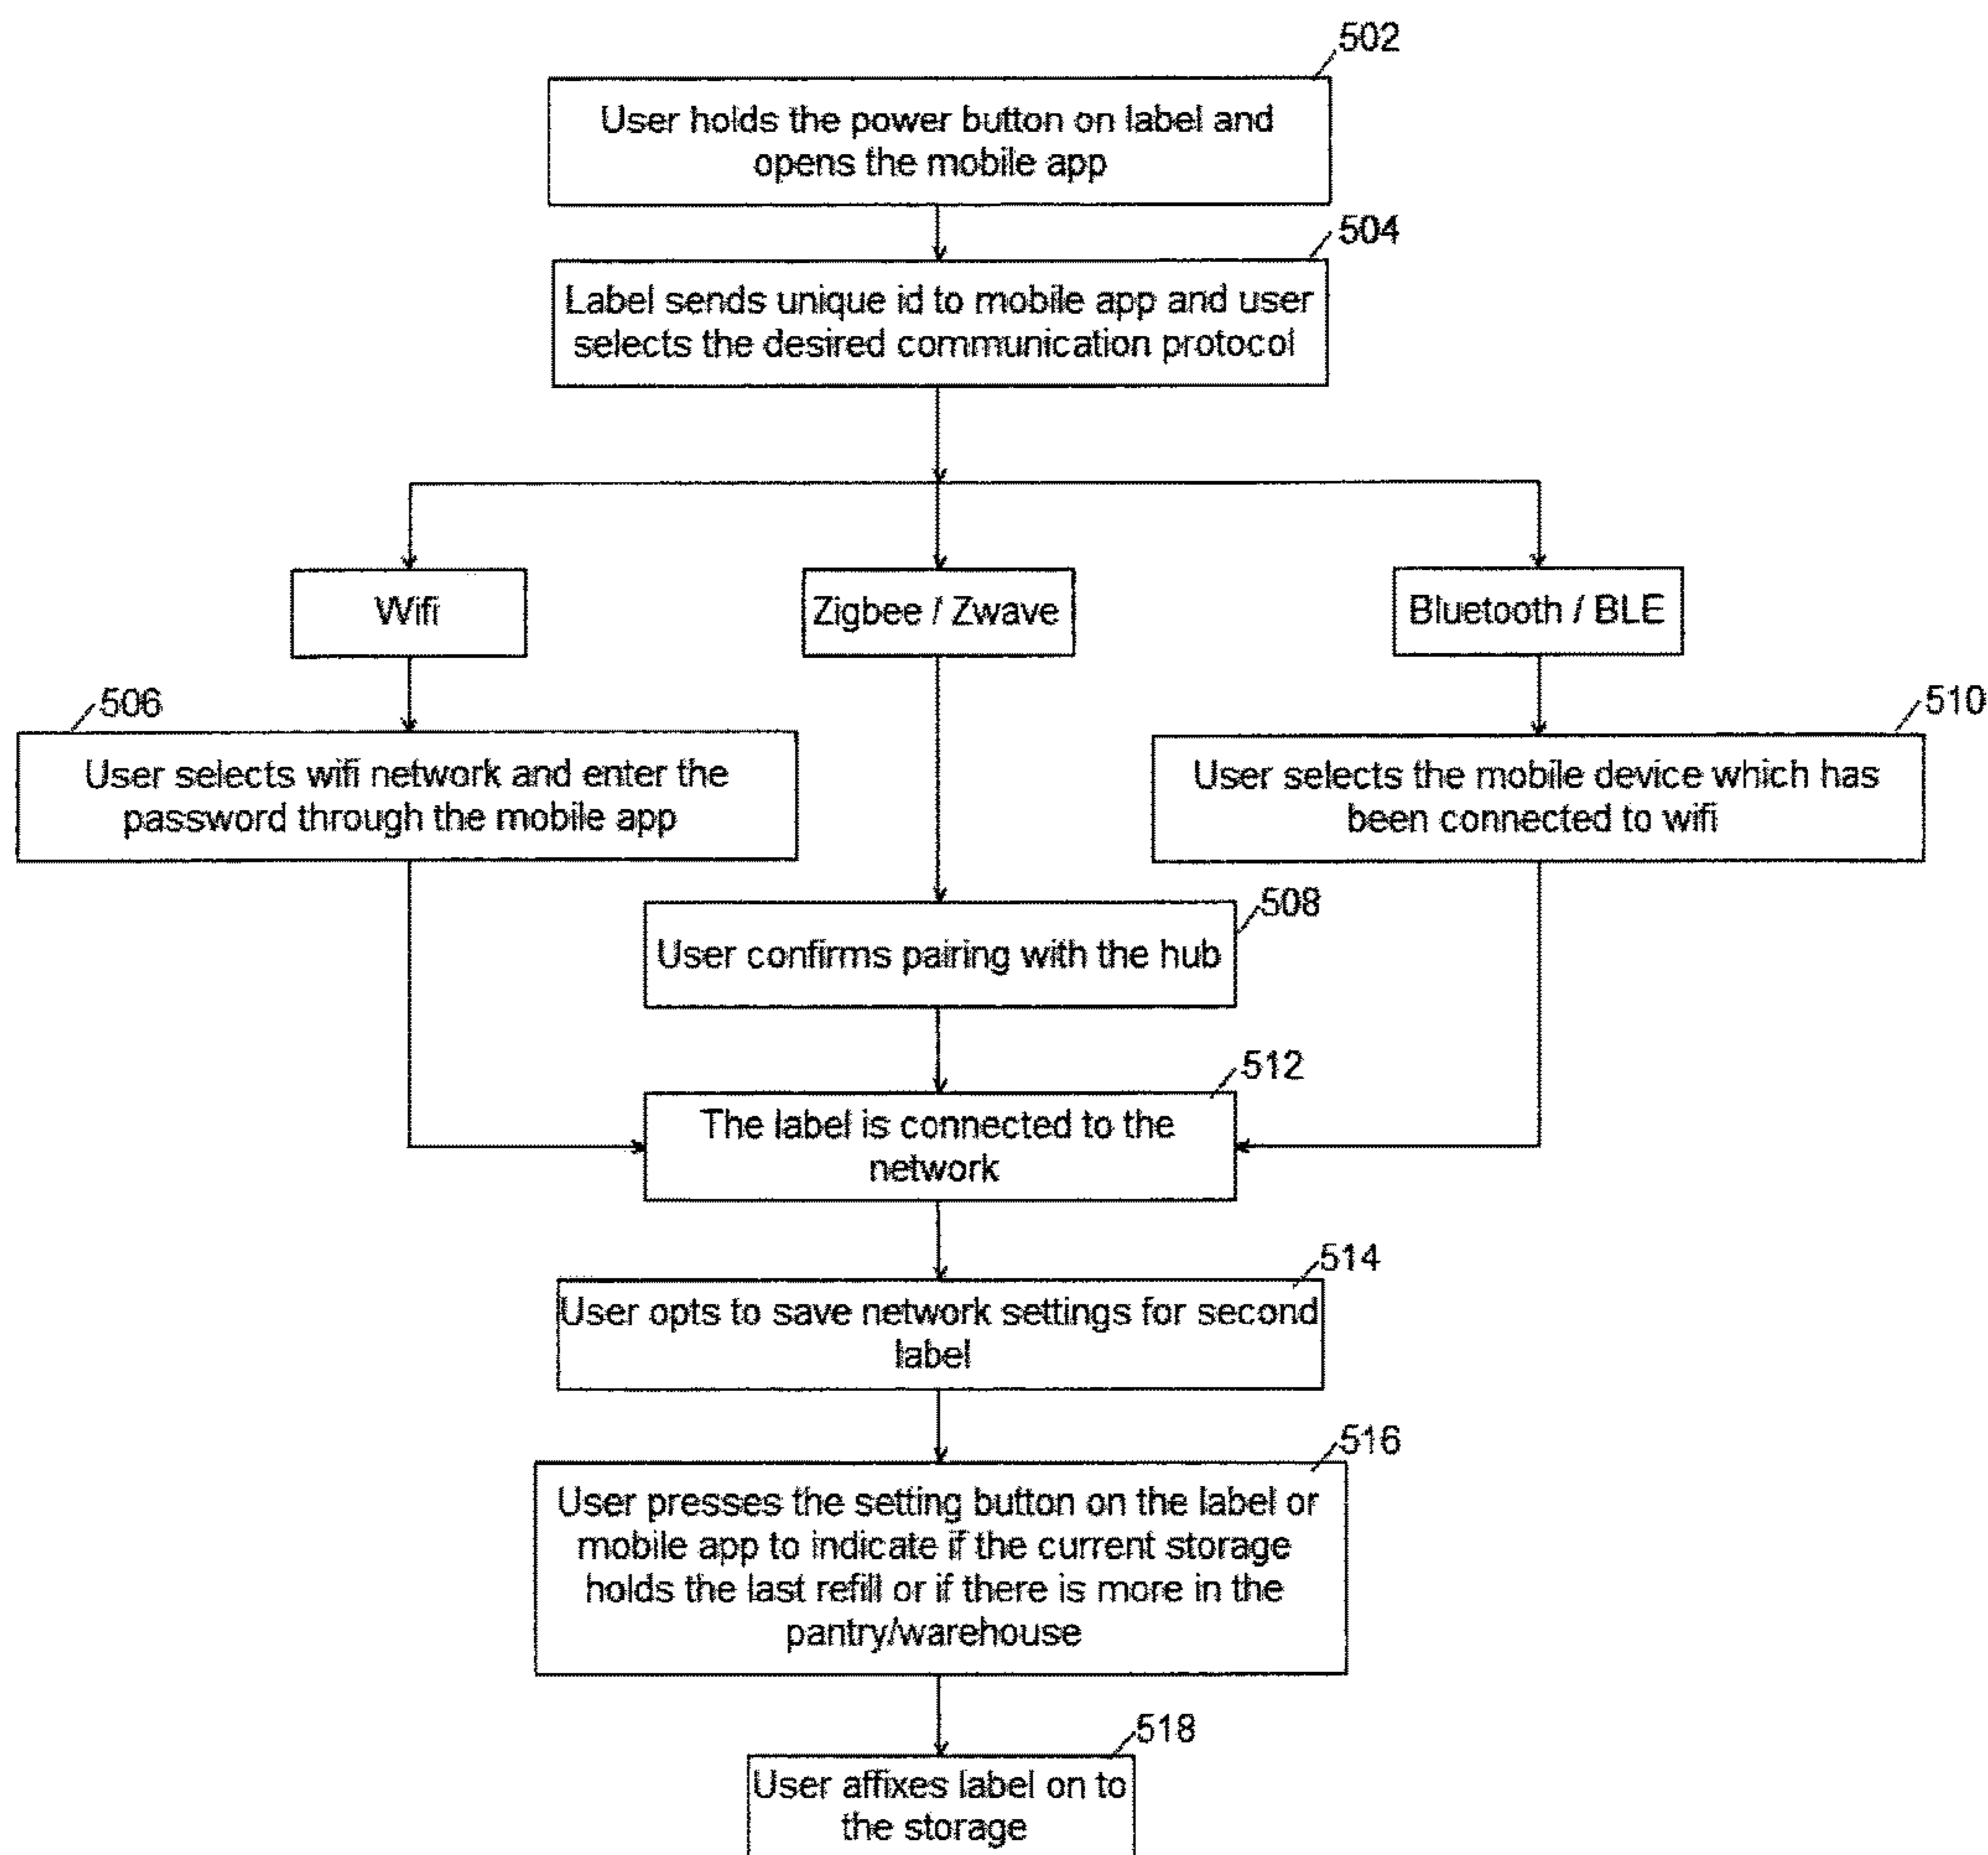 502
User holds the power button on label and
opens the mobile app
504
Label sends unique id to mobile app and user
selects the desired communication protocol
Wifi
Zigbee / Zwave
Bluetooth / BLE
506
User selects wifi network and enter the
password through the mobile app
510
User selects the mobile device which has
been connected to wifi
508
User confirms pairing with the hub
512
The label is connected to the
network
514
User opts to save network settings for second
label
516
User presses the setting button on the label or
mobile app to indicate if the current storage
holds the last refill or if there is more in the
pantry/warehouse
518
User affixes label on to
the storage